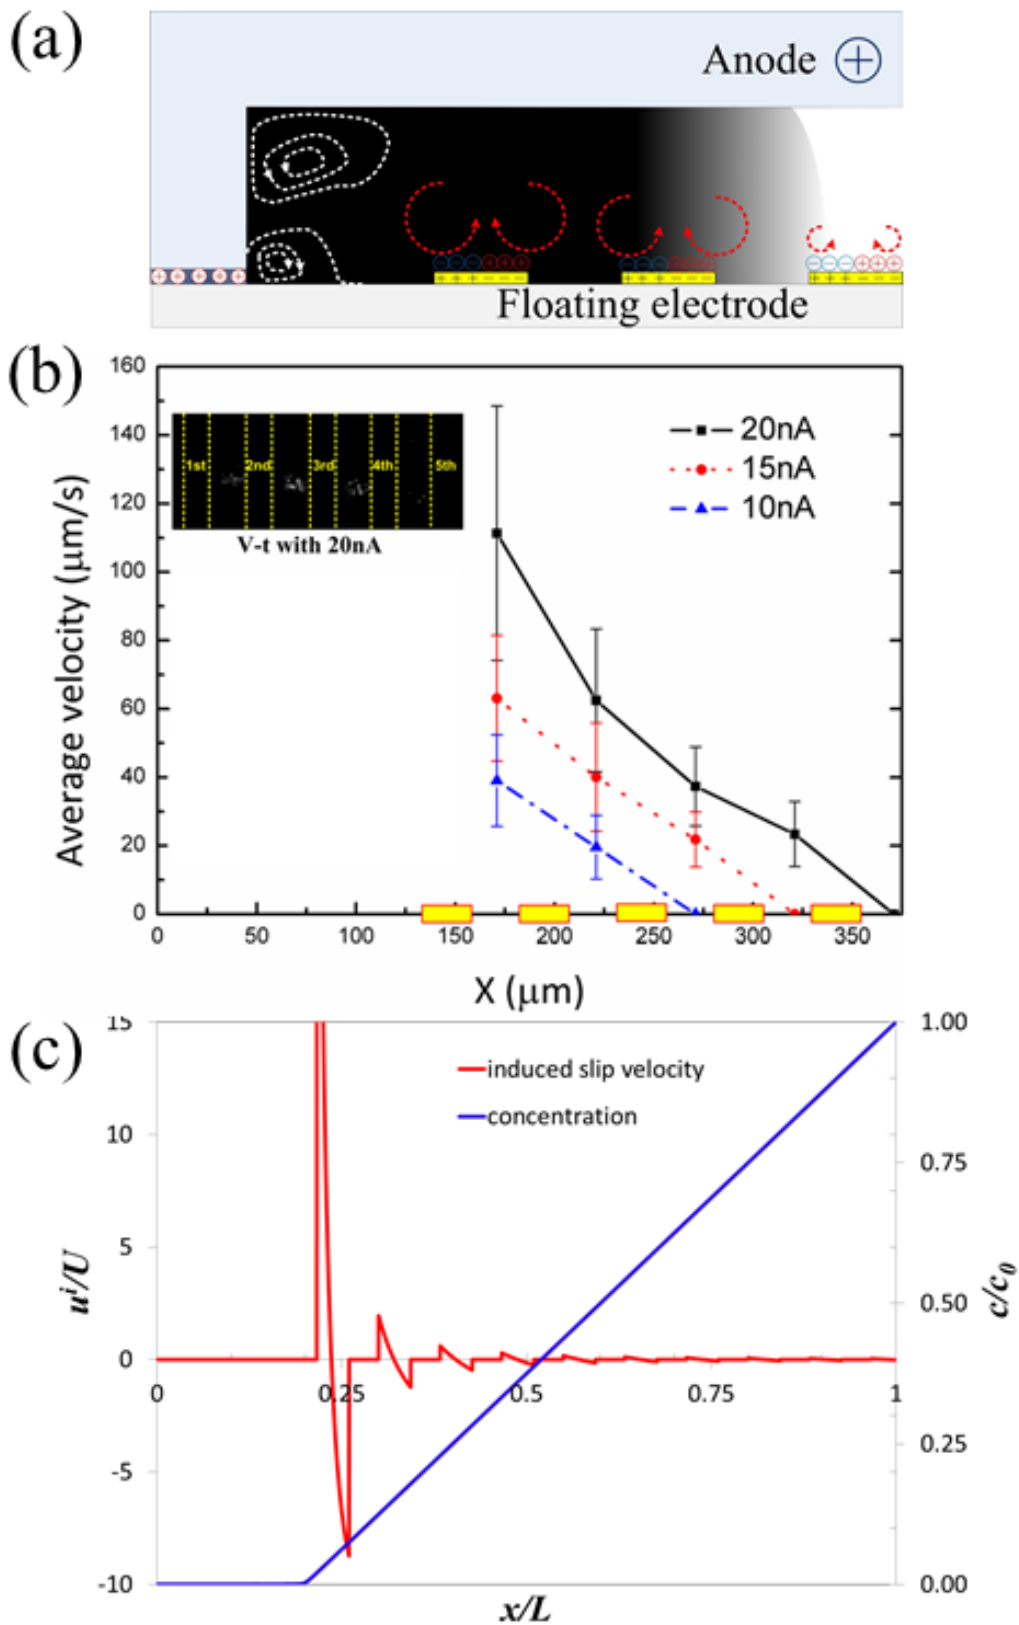 (a)
Anode +
Floating electrode
(b)
160
140
120
100
80
60
40
20
0
Average velocity (μm/s)
1st 2nd 3rd 4th 5th
V-t with 20nA
20nA
15nA
10nA
0 50 100 150 200 250 300 350
X (μm)
(c)
15
10
5
0
-5
-10
uⁱ/U
induced slip velocity
concentration
0 0.25 0.5 0.75 1
x/L
1.00
0.75
0.50
0.25
0.00
c/c₀